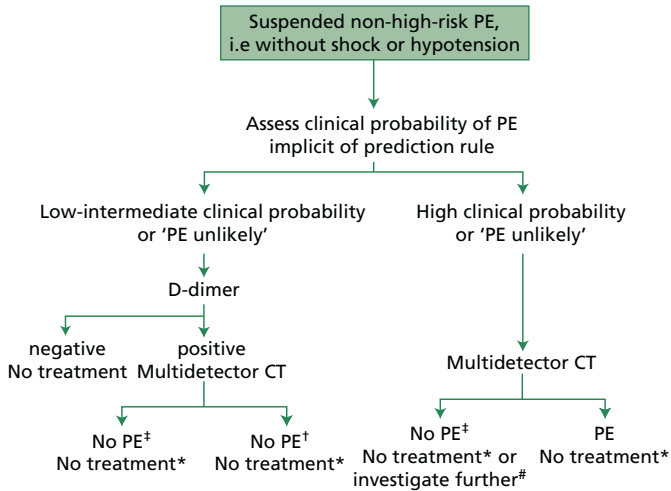 Suspended non-high-risk PE,
i.e without shock or hypotension
Assess clinical probability of PE
implicit of prediction rule
Low-intermediate clinical probability
or ‘PE unlikely’
High clinical probability
or ‘PE unlikely’
D-dimer
negative
No treatment
positive
Multidetector CT
Multidetector CT
No PE‡
No treatment*
No PE†
No treatment*
No PE‡
No treatment* or
investigate further#
PE
No treatment*